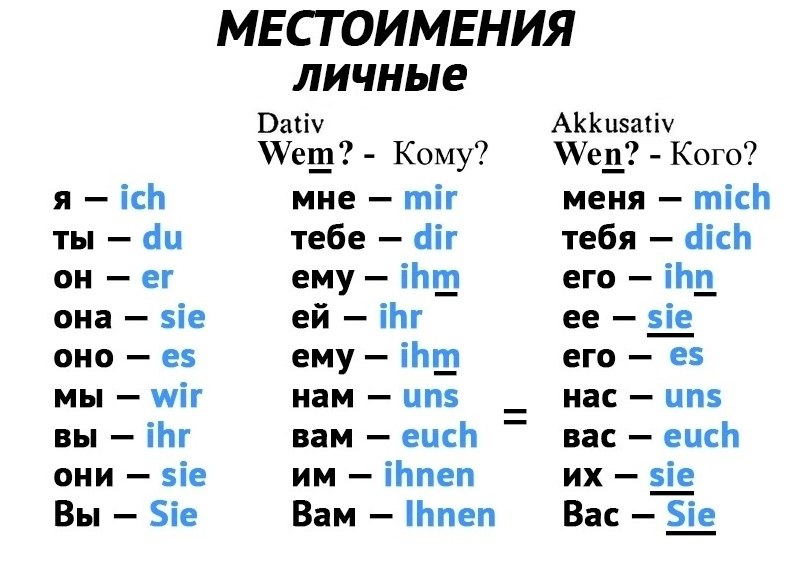 МЕСТОИМЕНИЯ
личные
Dativ Akkusativ
Wem? - Кому? Wen? - Кого?
я — ich мне — mir меня — mich
ты — du тебе — dir тебя — dich
он — er ему — ihm его — ihn
она — sie ей — ihr ее — sie
оно — es ему — ihm его — es
мы — wir нам — uns = нас — uns
вы — ihr вам — euch вас — euch
они — sie им — ihnen их — sie
Вы — Sie Вам — Ihnen Вас — Sie